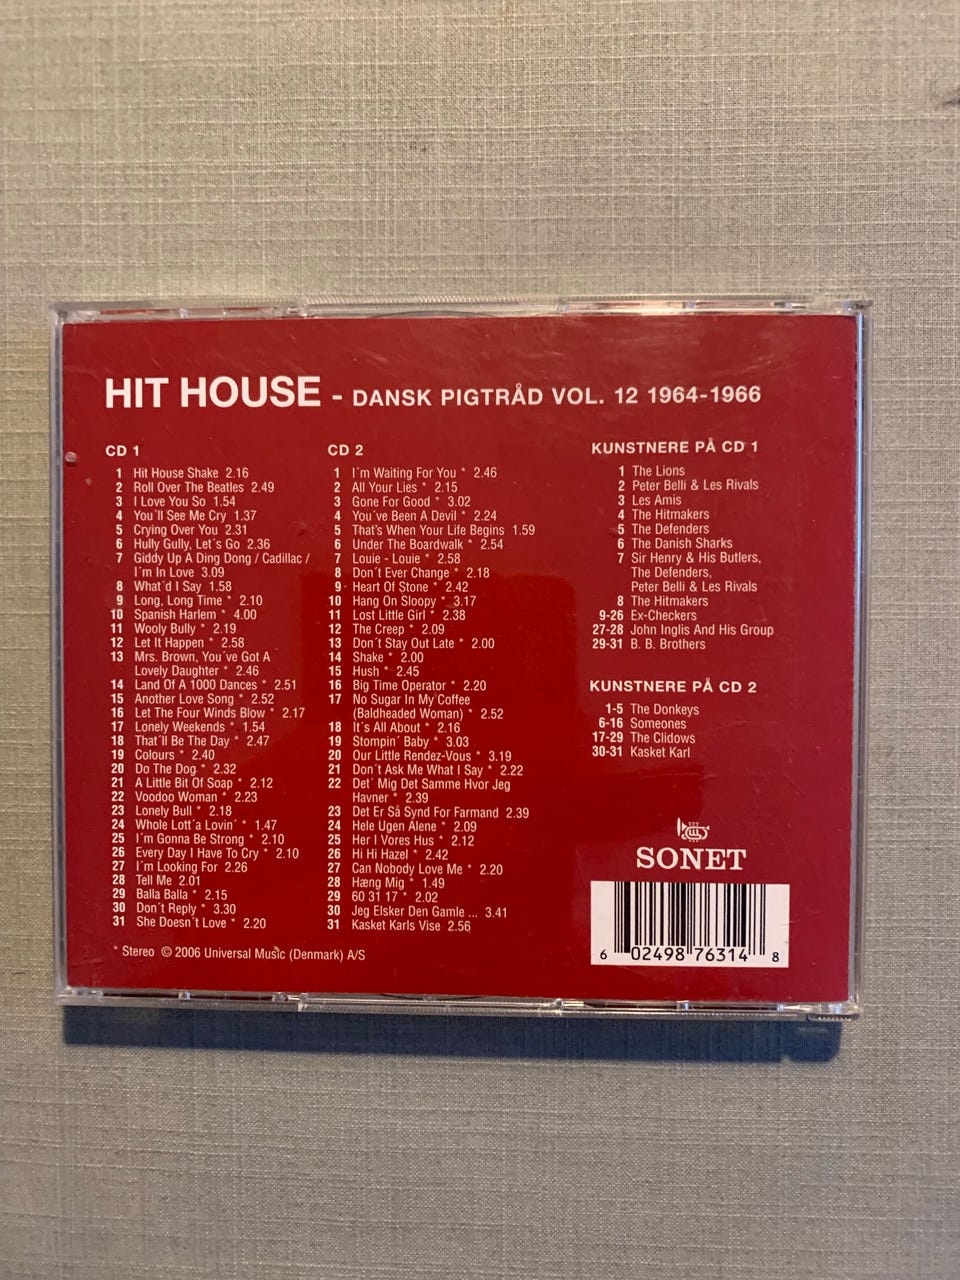 HIT HOUSE - DANSK PIGTRÅD VOL. 12 1964-1966
CD 1
1 Hit House Shake 2.16
2 Roll Over The Beatles 2.49
3 I Love You So 1.54
4 You´ll See Me Cry 1.37
5 Crying Over You 2.31
6 Hully Gully, Let´s Go 2.36
7 Giddy Up A Ding Dong / Cadillac /
I´m In Love 3.09
8 What´d I Say 1.58
9 Long, Long Time * 2.10
10 Spanish Harlem * 4.00
11 Wooly Bully * 2.19
12 Let It Happen * 2.58
13 Mrs. Brown, You´ve Got A
Lovely Daughter * 2.46
14 Land Of A 1000 Dances * 2.51
15 Another Love Song * 2.52
16 Let The Four Winds Blow * 2.17
17 Lonely Weekends * 1.54
18 That´ll Be The Day * 2.47
19 Colours * 2.40
20 Do The Dog * 2.32
21 A Little Bit Of Soap * 2.12
22 Voodoo Woman * 2.23
23 Lonely Bull * 2.18
24 Whole Lott´a Lovin´ * 1.47
25 I´m Gonna Be Strong * 2.10
26 Every Day I Have To Cry * 2.10
27 I´m Looking For 2.26
28 Tell Me 2.01
29 Balla Balla * 2.15
30 Don´t Reply * 3.30
31 She Doesn´t Love * 2.20
* Stereo © 2006 Universal Music (Denmark) A/S
CD 2
1 I´m Waiting For You * 2.46
2 All Your Lies * 2.15
3 Gone For Good * 3.02
4 You´ve Been A Devil * 2.24
5 That´s When Your Life Begins 1.59
6 Under The Boardwalk * 2.54
7 Louie - Louie * 2.58
8 Don´t Ever Change * 2.18
9 Heart Of Stone * 2.42
10 Hang On Sloopy * 3.17
11 Lost Little Girl * 2.38
12 The Creep * 2.09
13 Don´t Stay Out Late * 2.00
14 Shake * 2.00
15 Hush * 2.45
16 Big Time Operator * 2.20
17 No Sugar In My Coffee
(Baldheaded Woman) * 2.52
18 It´s All About * 2.16
19 Stompin´ Baby * 3.03
20 Our Little Rendez-Vous * 3.19
21 Don´t Ask Me What I Say * 2.22
22 Det´ Mig Det Samme Hvor Jeg
Havner * 2.39
23 Det Er Så Synd For Farmand 2.39
24 Hele Ugen Alene * 2.09
25 Her I Vores Hus * 2.12
26 Hi Hi Hazel * 2.42
27 Can Nobody Love Me * 2.20
28 Hæng Mig * 1.49
29 60 31 17 * 2.02
30 Jeg Elsker Den Gamle ... 3.41
31 Kasket Karls Vise 2.56
KUNSTNERE PÅ CD 1
1 The Lions
2 Peter Belli & Les Rivals
3 Les Amis
4 The Hitmakers
5 The Defenders
6 The Danish Sharks
7 Sir Henry & His Butlers,
The Defenders,
Peter Belli & Les Rivals
8 The Hitmakers
9-26 Ex-Checkers
27-28 John Inglis And His Group
29-31 B. B. Brothers
KUNSTNERE PÅ CD 2
1-5 The Donkeys
6-16 Someones
17-29 The Clidows
30-31 Kasket Karl
SONET
6 02498 76314 8